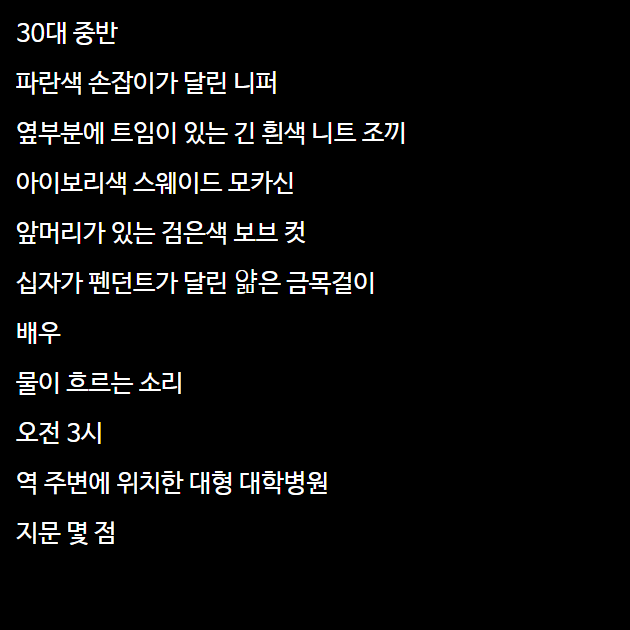 30대 중반
파란색 손잡이가 달린 니퍼
옆부분에 트임이 있는 긴 흰색 니트 조끼
아이보리색 스웨이드 모카신
앞머리가 있는 검은색 보브 컷
십자가 펜던트가 달린 얇은 금목걸이
배우
물이 흐르는 소리
오전 3시
역 주변에 위치한 대형 대학병원
지문 몇 점